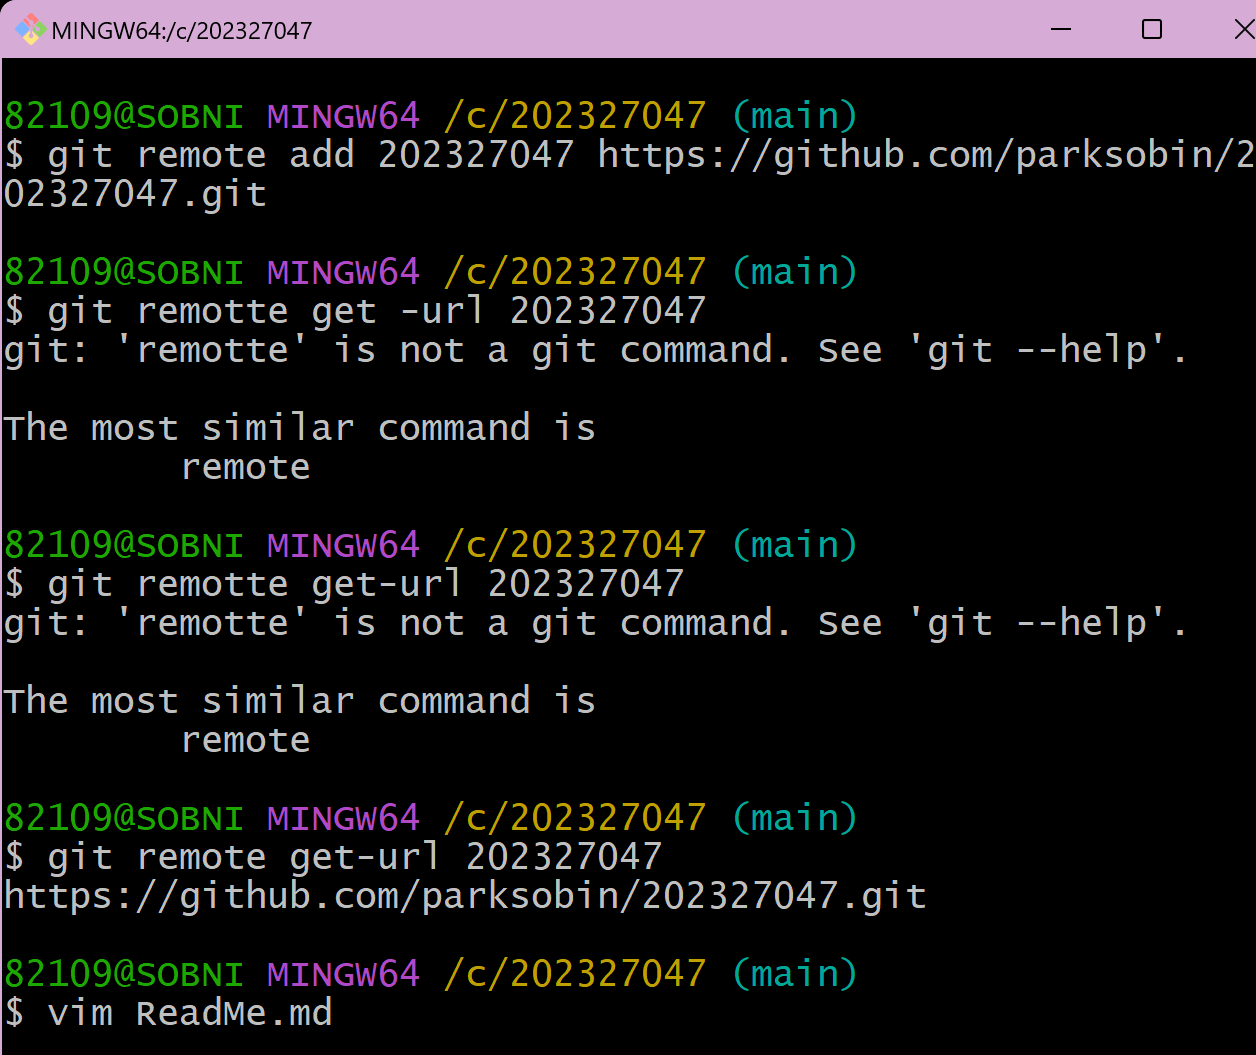 MINGW64:/c/202327047
82109@SOBNI MINGW64 /c/202327047 (main)
$ git remote add 202327047 https://github.com/parksobin/2
02327047.git
82109@SOBNI MINGW64 /c/202327047 (main)
$ git remotte get -url 202327047
git: 'remotte' is not a git command. See 'git --help'.
The most similar command is
remote
82109@SOBNI MINGW64 /c/202327047 (main)
$ git remotte get-url 202327047
git: 'remotte' is not a git command. See 'git --help'.
The most similar command is
remote
82109@SOBNI MINGW64 /c/202327047 (main)
$ git remote get-url 202327047
https://github.com/parksobin/202327047.git
82109@SOBNI MINGW64 /c/202327047 (main)
$ vim ReadMe.md